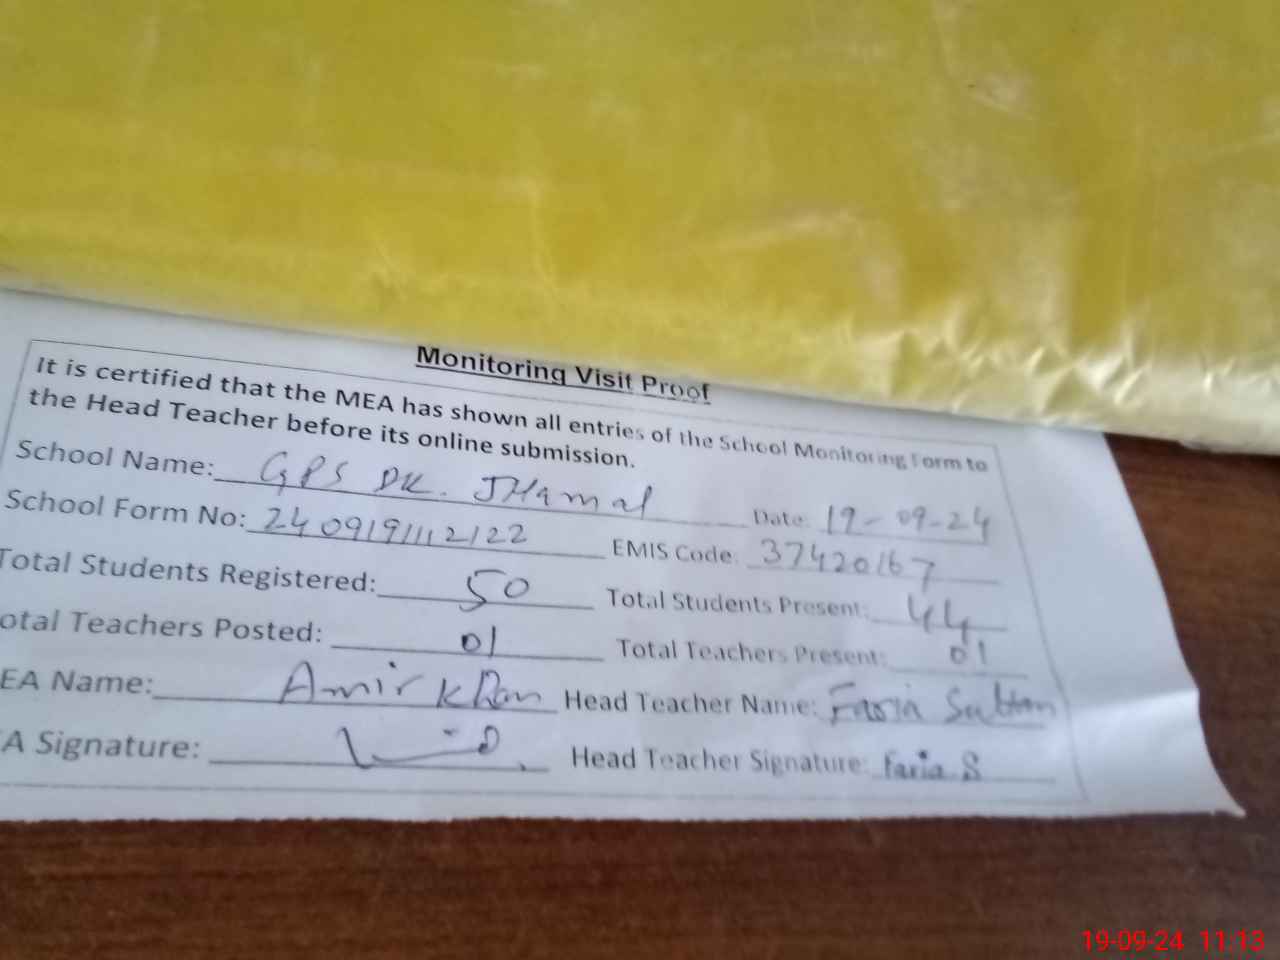 Monitoring Visit Proof
It is certified that the MEA has shown all entries of the School Monitoring Form to
the Head Teacher before its online submission.
School Name: GPS DK. JHamal Date: 19-09-24
School Form No: 2409191112122 EMIS Code: 37420167
Total Students Registered: 50 Total Students Present: 44
otal Teachers Posted: 01 Total Teachers Present: 01
EA Name: Amir Khan Head Teacher Name: Faria Sultan
A Signature: Head Teacher Signature: Faria S
19-09-24 11:13